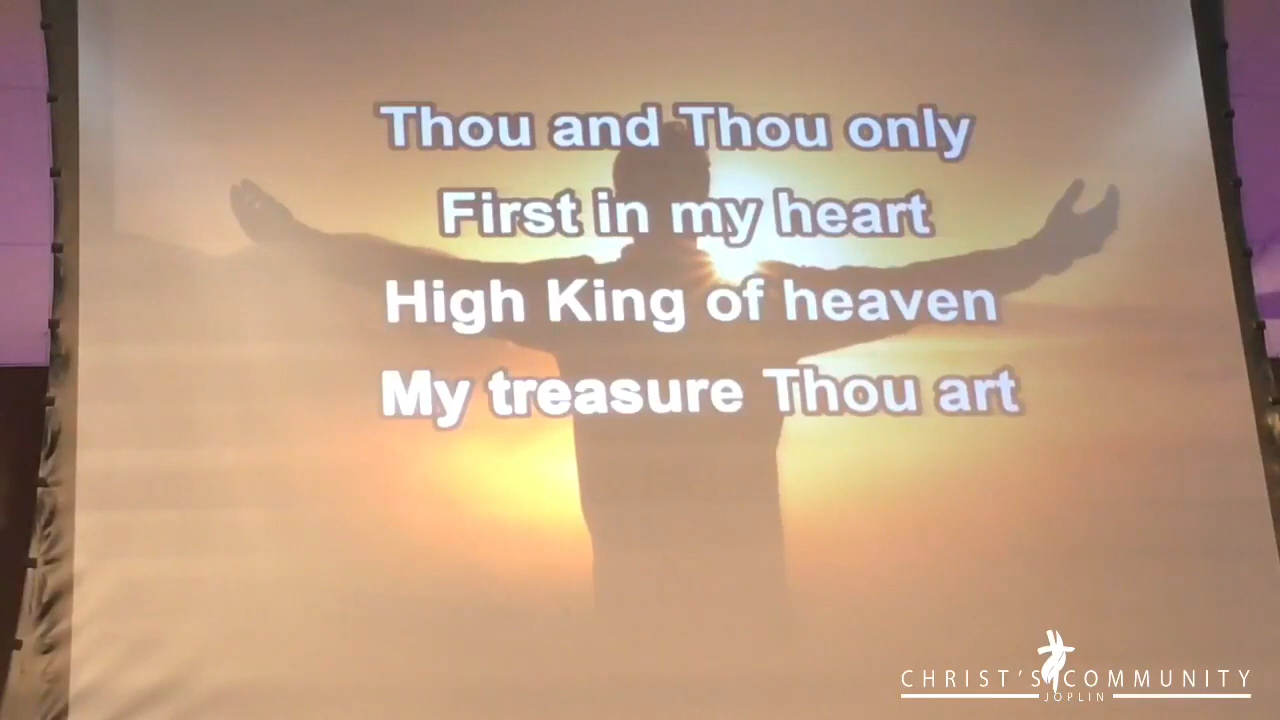 Thou and Thou only
First in my heart
High King of heaven
My treasure Thou art
CHRIST'S COMMUNITY
JOPLIN